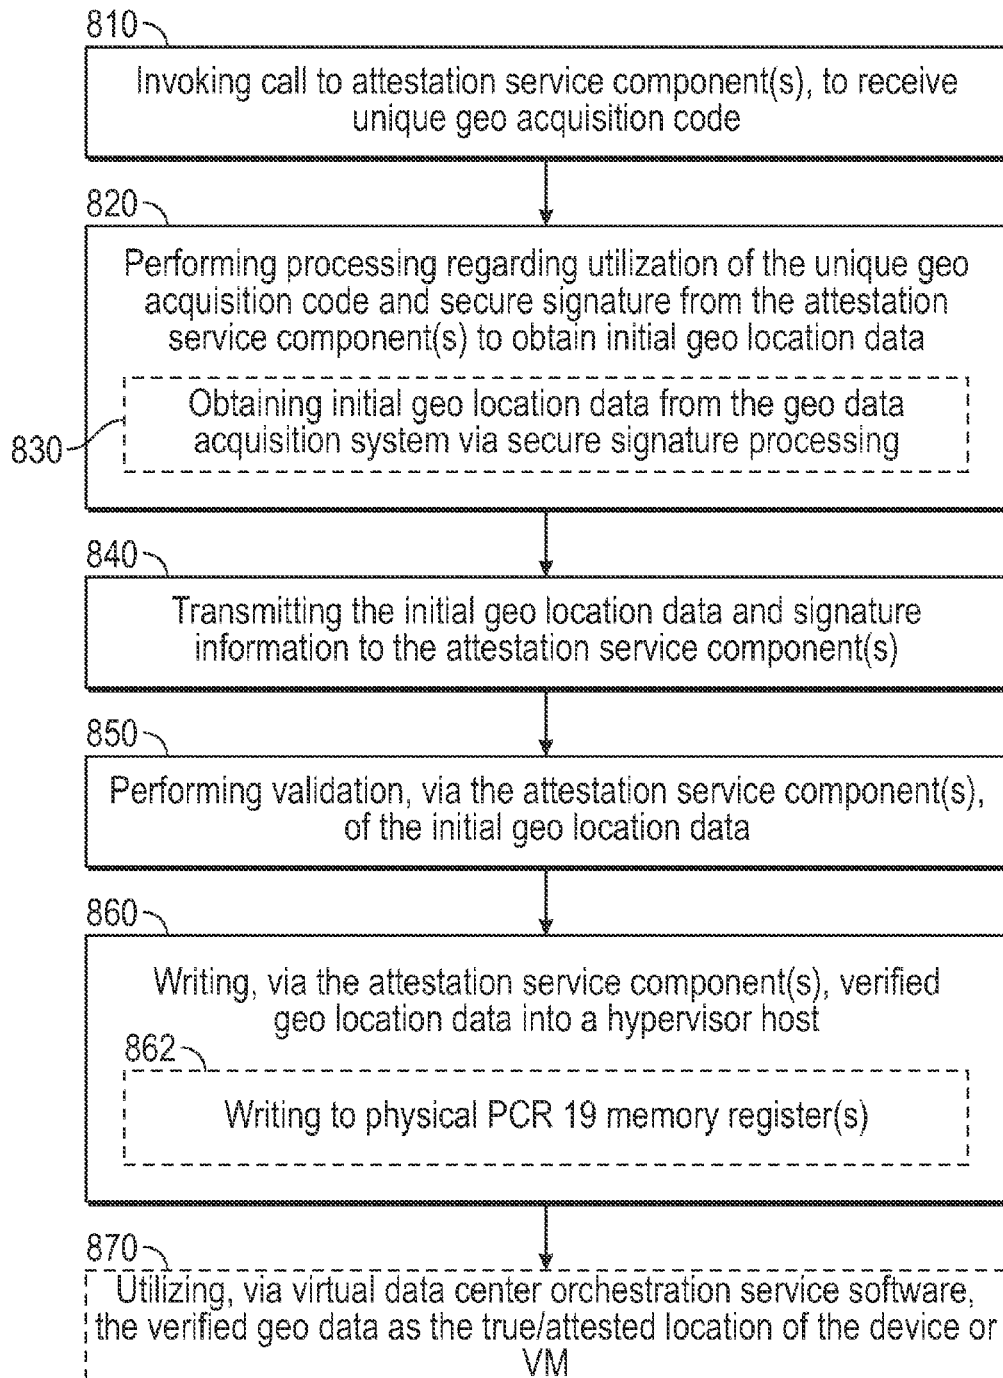 810
Invoking call to attestation service component(s), to receive
unique geo acquisition code
820
Performing processing regarding utilization of the unique geo
acquisition code and secure signature from the attestation
service component(s) to obtain initial geo location data
830
Obtaining initial geo location data from the geo data
acquisition system via secure signature processing
840
Transmitting the initial geo location data and signature
information to the attestation service component(s)
850
Performing validation, via the attestation service component(s),
of the initial geo location data
860
Writing, via the attestation service component(s), verified
geo location data into a hypervisor host
862
Writing to physical PCR 19 memory register(s)
870
Utilizing, via virtual data center orchestration service software,
the verified geo data as the true/attested location of the device or
VM